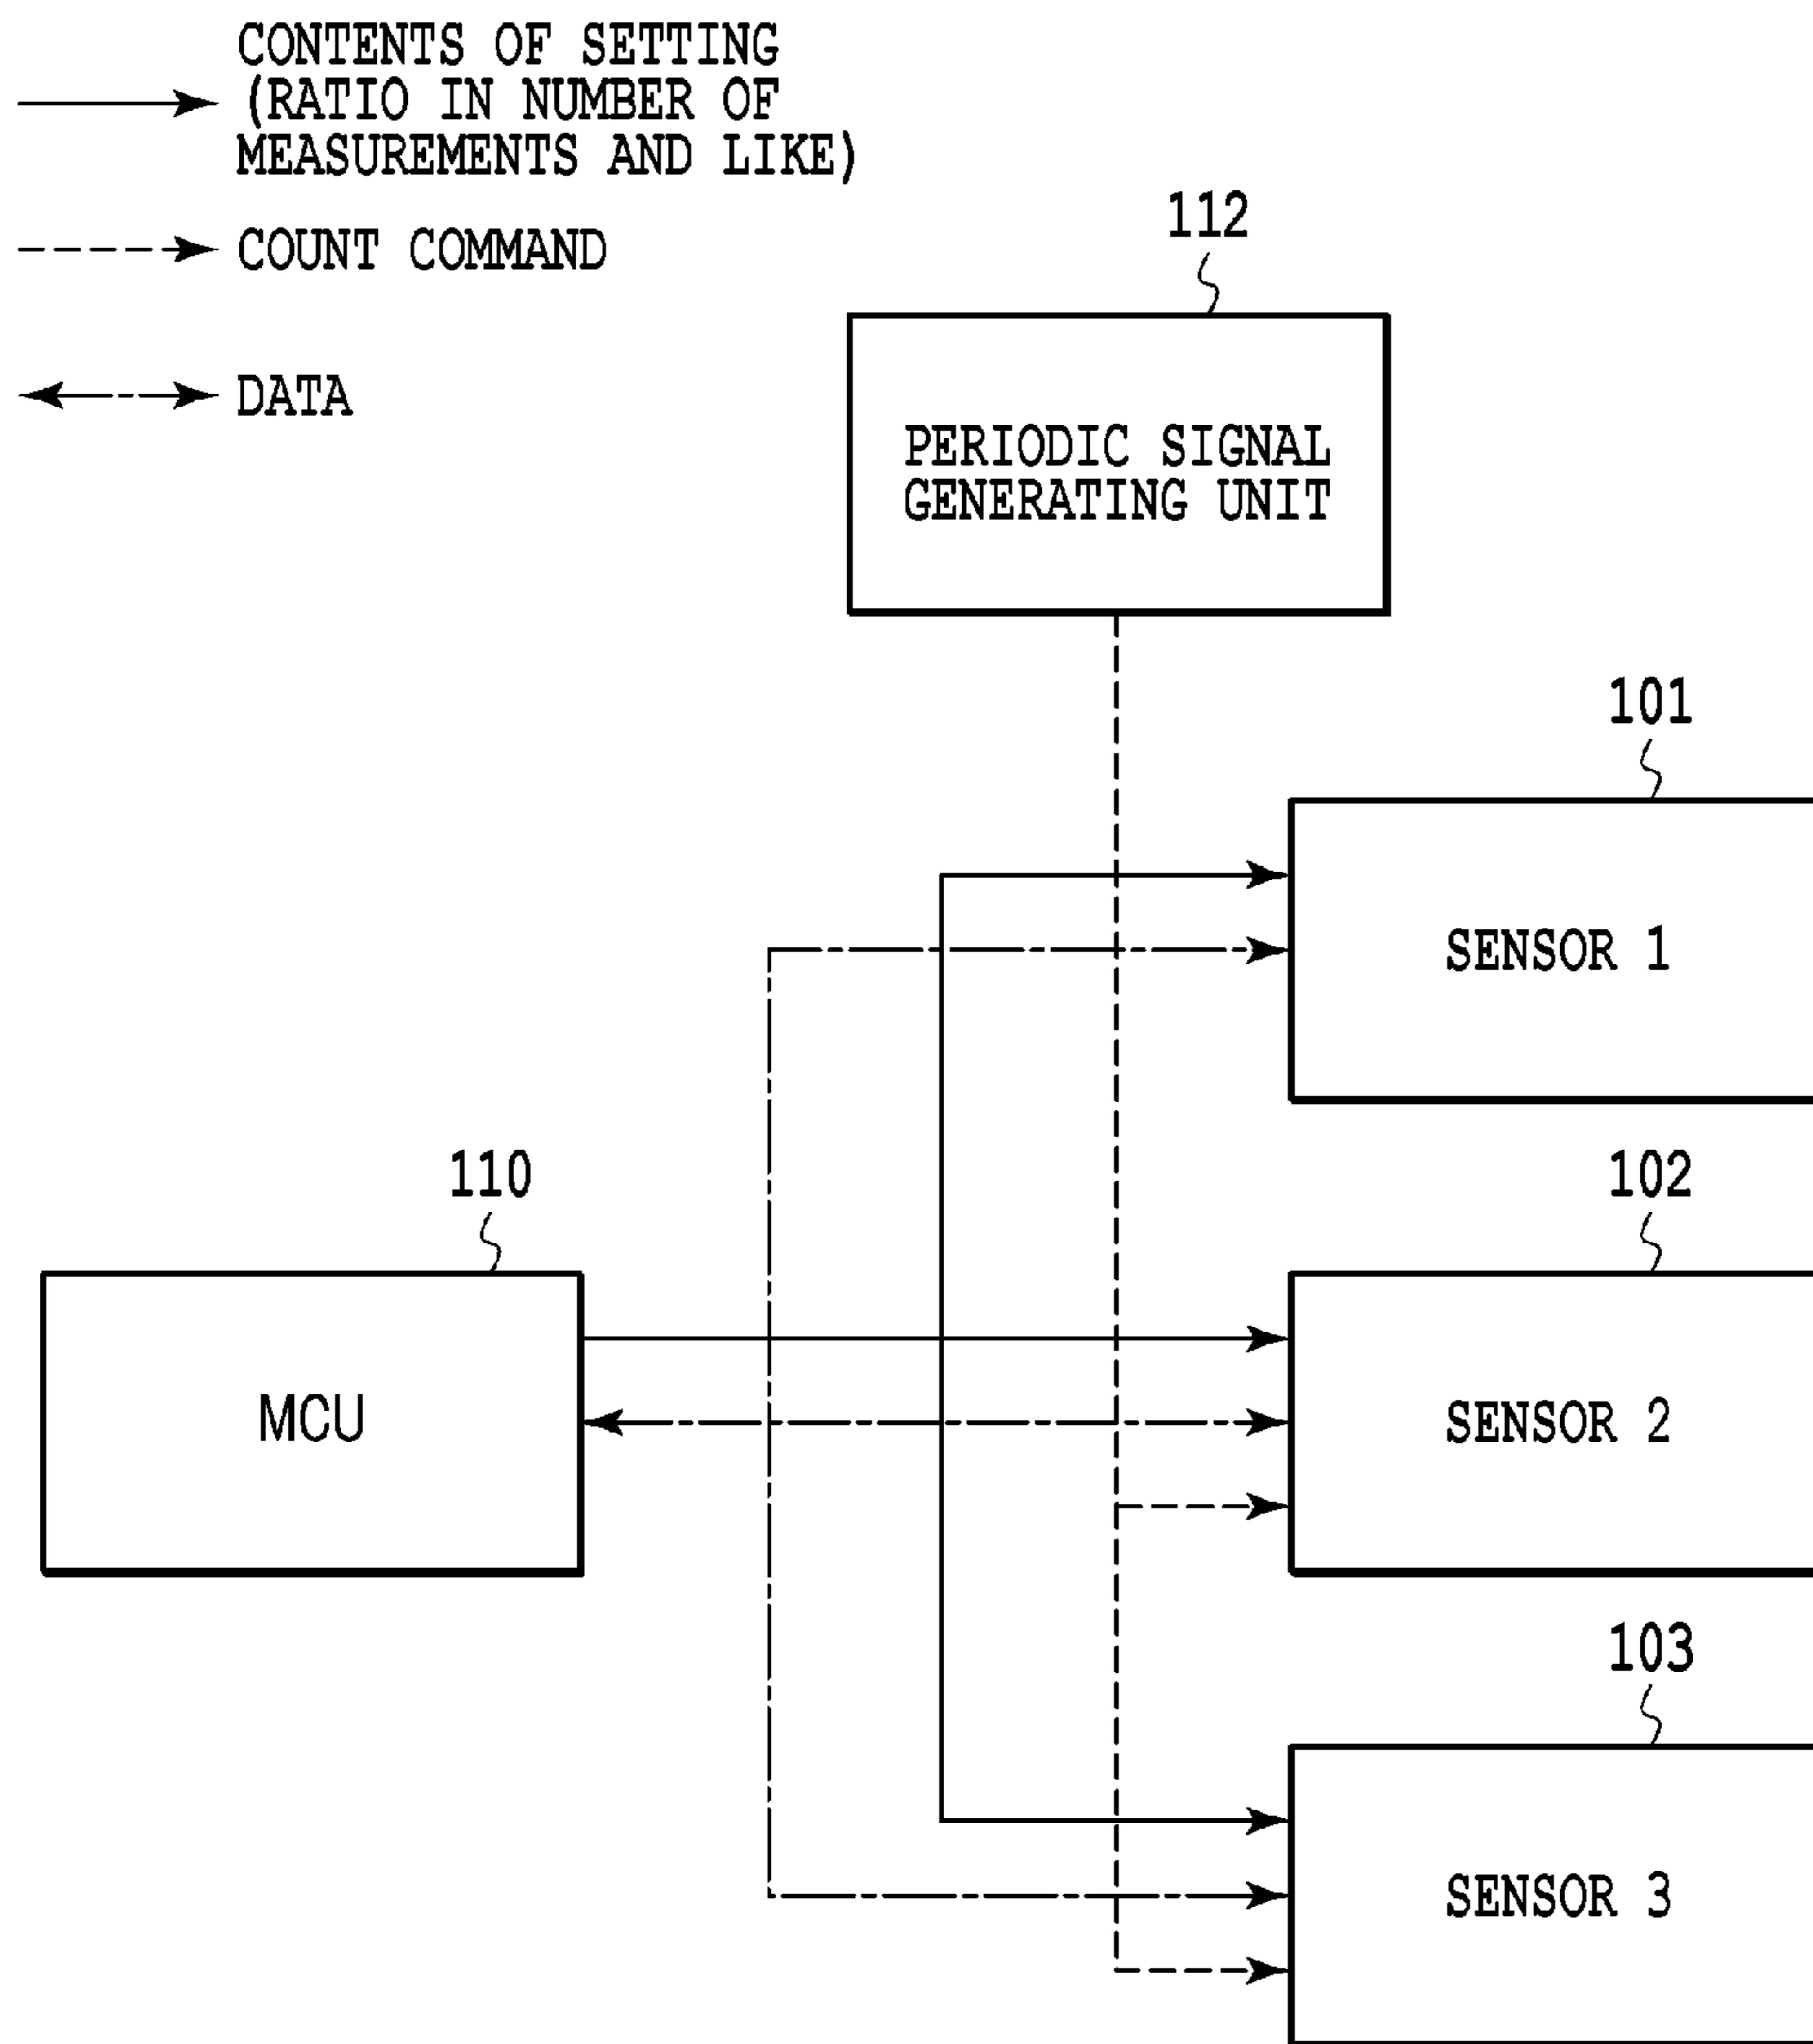 CONTENTS OF SETTING
(RATIO IN NUMBER OF
MEASUREMENTS AND LIKE)
COUNT COMMAND
DATA
112
PERIODIC SIGNAL
GENERATING UNIT
101
SENSOR 1
110
MCU
102
SENSOR 2
103
SENSOR 3